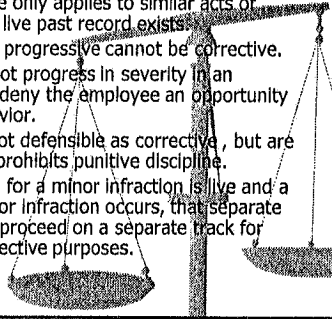 e only applies to similar acts or
live past record exists.
progressive cannot be corrective.
ot progress in severity in an
deny the employee an opportunity
vior.
ot defensible as corrective, but are
prohibits punitive discipline.
for a minor infraction is live and a
or infraction occurs, that separate
proceed on a separate track for
ective purposes.